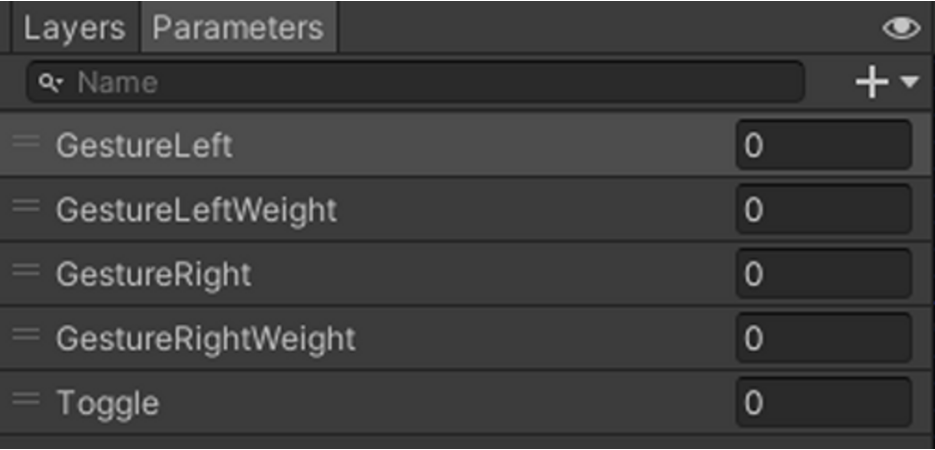 Layers Parameters
Name
GestureLeft 0
GestureLeftWeight 0
GestureRight 0
GestureRightWeight 0
Toggle 0